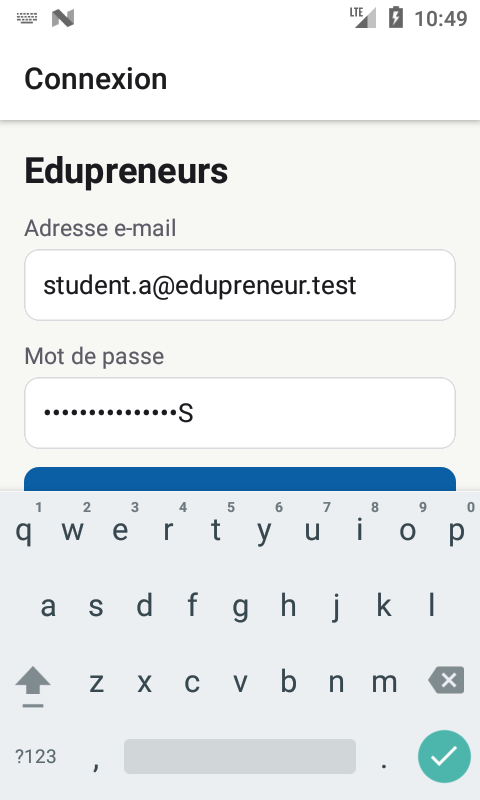 LTE 10:49
Connexion
Edupreneurs
Adresse e-mail
student.a@edupreneur.test
Mot de passe
•••••••••••••••S
1 2 3 4 5 6 7 8 9 0
q w e r t y u i o p
a s d f g h j k l
z x c v b n m
?123 , .